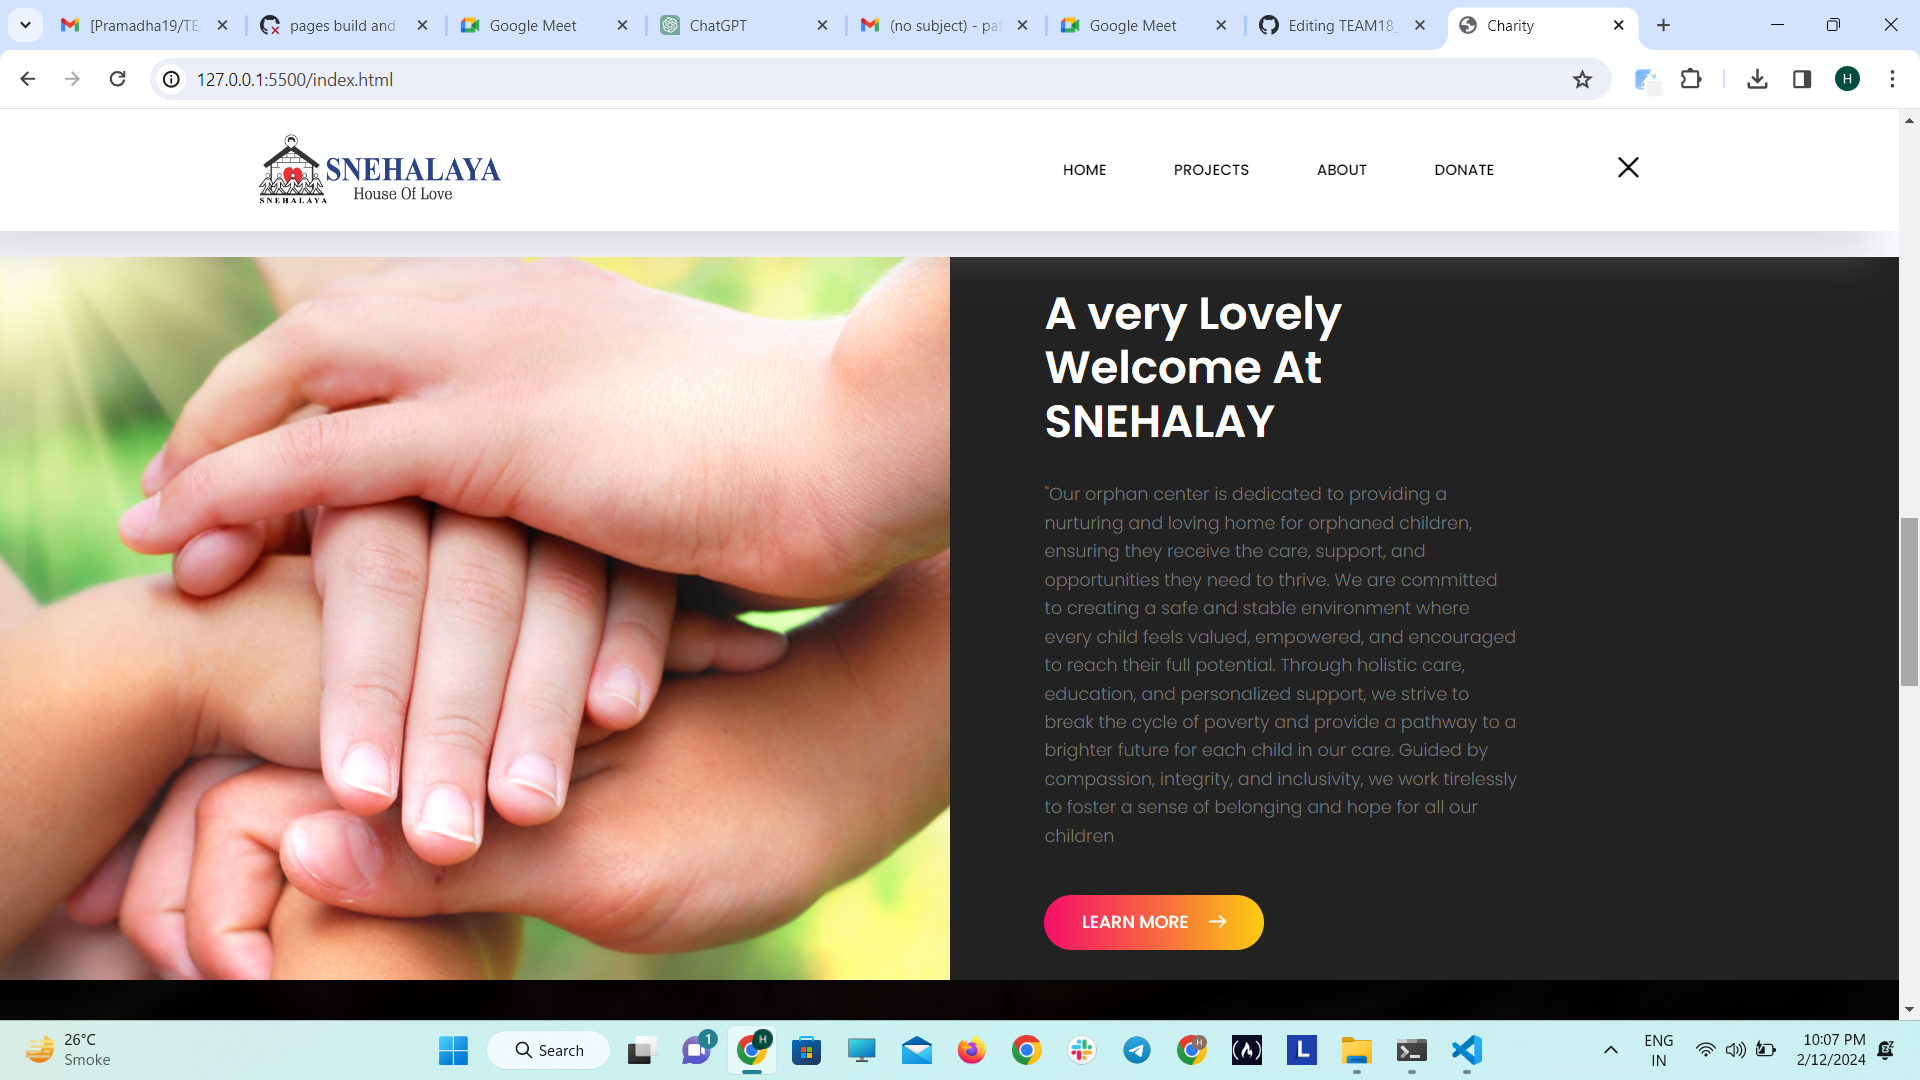 [Pramadha19/TE
pages build and
Google Meet
ChatGPT
(no subject) - pa
Google Meet
Editing TEAM18_
Charity
127.0.0.1:5500/index.html
H
SNEHALAYA
SNEHALAYA
House Of Love
HOME
PROJECTS
ABOUT
DONATE
A very Lovely
Welcome At
SNEHALAY
"Our orphan center is dedicated to providing a
nurturing and loving home for orphaned children,
ensuring they receive the care, support, and
opportunities they need to thrive. We are committed
to creating a safe and stable environment where
every child feels valued, empowered, and encouraged
to reach their full potential. Through holistic care,
education, and personalized support, we strive to
break the cycle of poverty and provide a pathway to a
brighter future for each child in our care. Guided by
compassion, integrity, and inclusivity, we work tirelessly
to foster a sense of belonging and hope for all our
children
LEARN MORE
26°C
Smoke
Search
1
H
H
L
ENG
IN
10:07 PM
2/12/2024